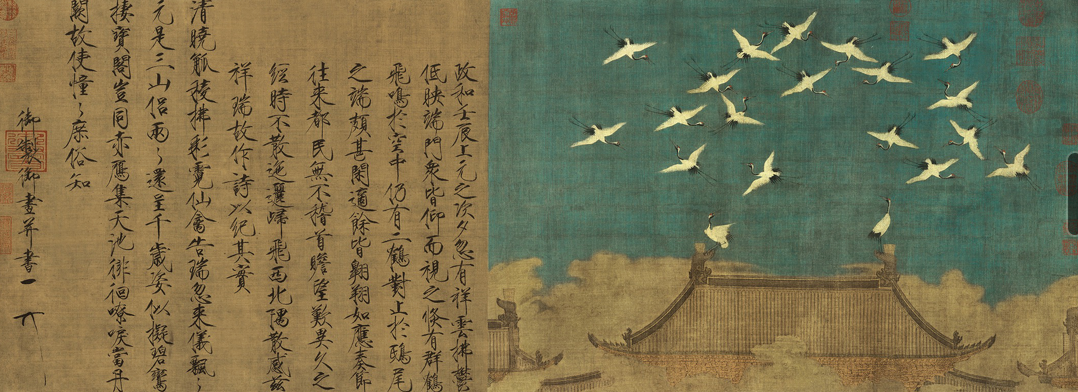 政和壬辰上元之次夕忽有祥雲拂鬱
低映端門衆皆仰而視之倏有群鶴
飛鳴於空中仍有二鶴對止於鴟尾
之端頗甚閑適餘皆翱翔如應奏節
往來都民無不稽首瞻望歎異久之
經時不散迤邐歸飛西北隅散感茲
祥瑞故作詩以紀其實
清曉觚稜拂彩霓仙禽告瑞忽來儀飄〻
元是三山侶兩〻還呈千歲姿似擬碧鸞
棲寶閣豈同赤鴈集天池徘徊嘹唳當丹
闕故使憧〻庶俗知
御製御畫并書